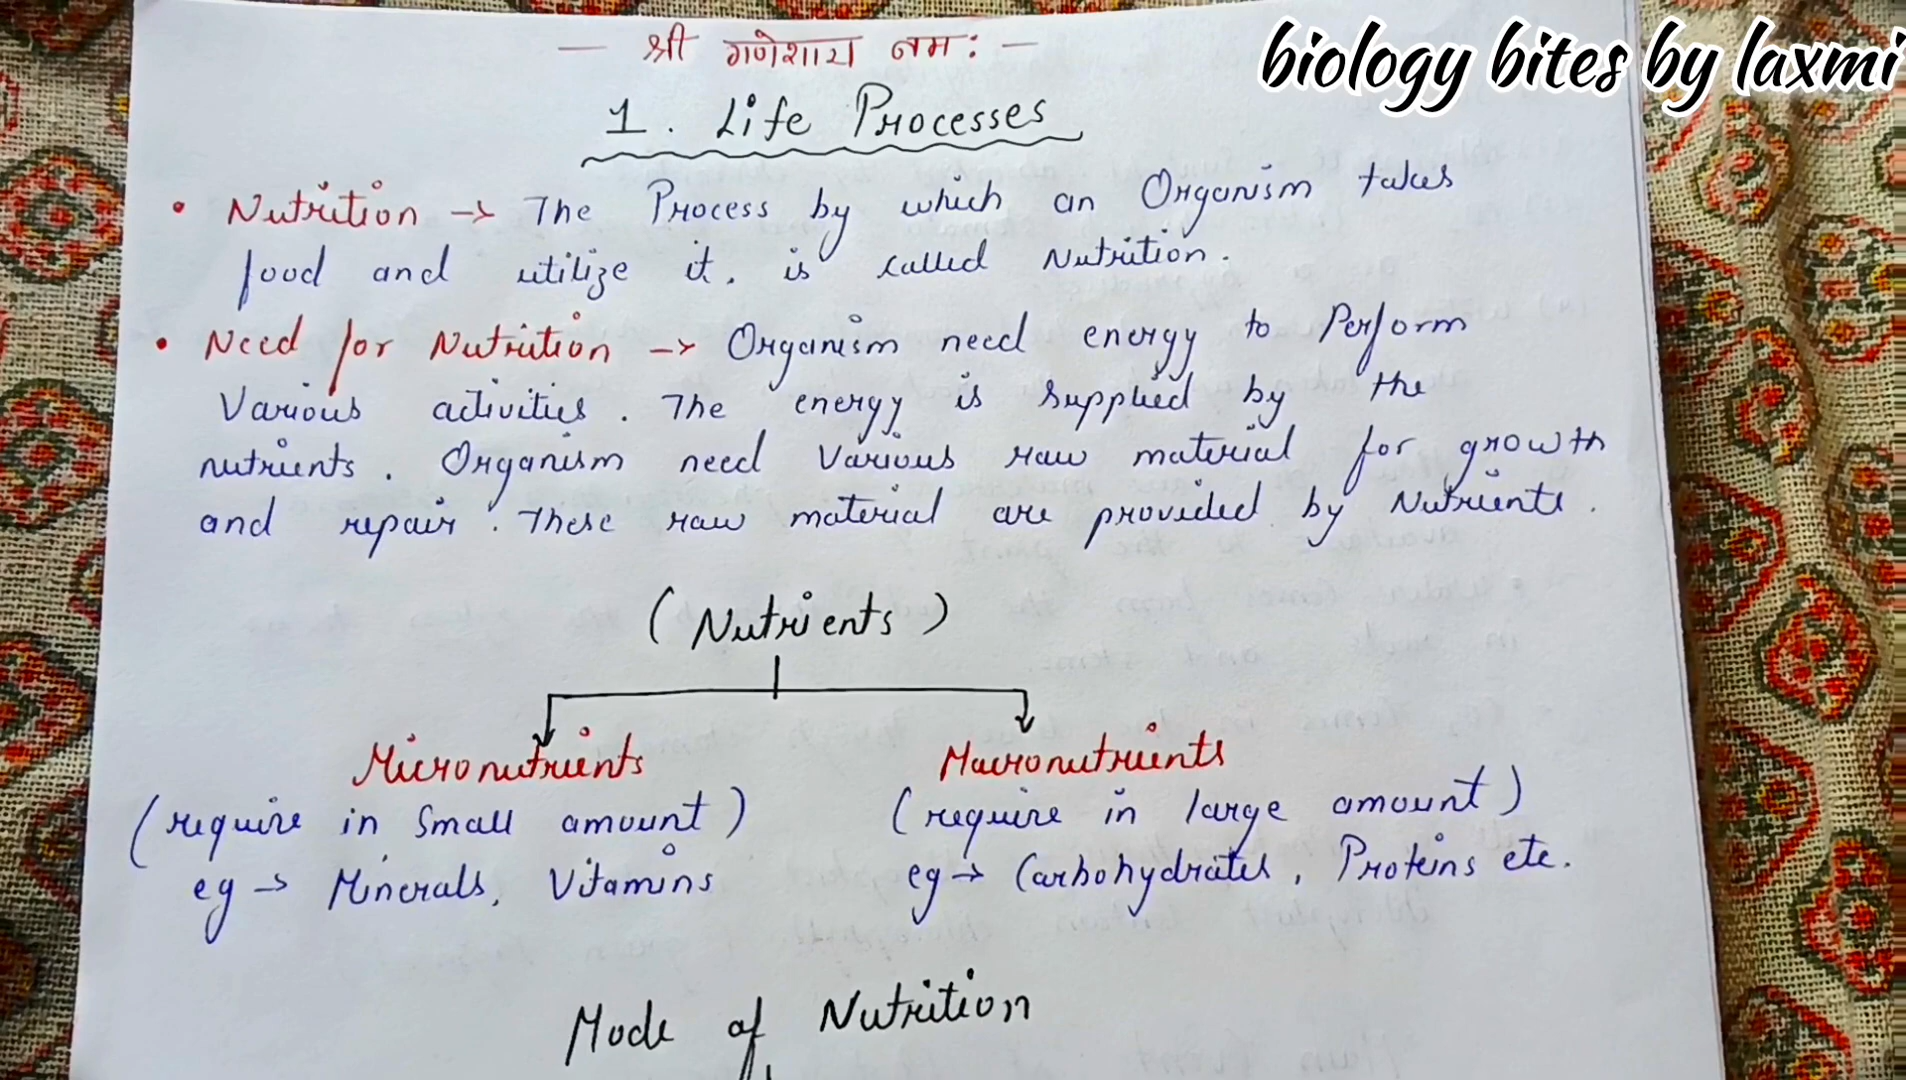 — श्री गणेशाय नमः —
biology bites by laxmi
1. Life Processes
• Nutrition → The Process by which an Organism takes
food and utilize it. is called Nutrition.
• Need for Nutrition → Organism need energy to Perform
Various activities. The energy is supplied by the
nutrients. Organism need Various raw material for growth
and repair. These raw material are provided by Nutrients.
(Nutrients)
Micronutrients Macronutrients
(require in small amount) (require in large amount)
eg → Minerals, Vitamins eg → Carbohydrates, Proteins etc.
Mode of Nutrition